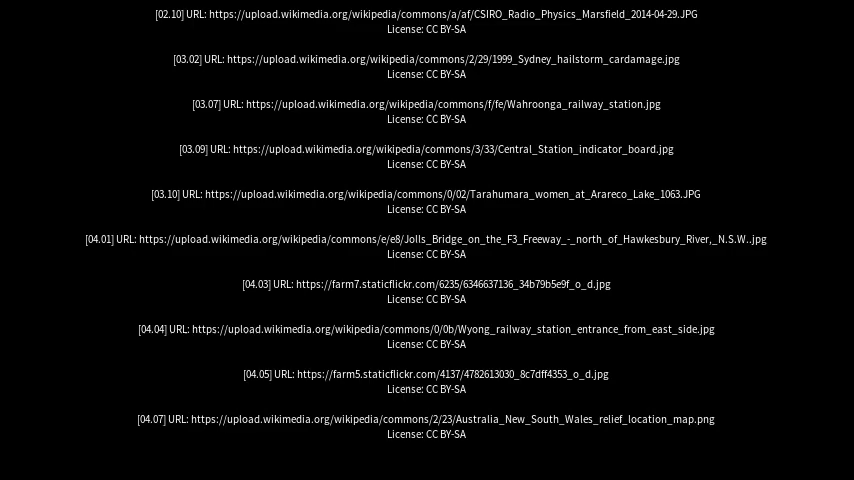 [02.10] URL: https://upload.wikimedia.org/wikipedia/commons/a/af/CSIRO_Radio_Physics_Marsfield_2014-04-29.JPG
License: CC BY-SA
[03.02] URL: https://upload.wikimedia.org/wikipedia/commons/2/29/1999_Sydney_hailstorm_cardamage.jpg
License: CC BY-SA
[03.07] URL: https://upload.wikimedia.org/wikipedia/commons/f/fe/Wahroonga_railway_station.jpg
License: CC BY-SA
[03.09] URL: https://upload.wikimedia.org/wikipedia/commons/3/33/Central_Station_indicator_board.jpg
License: CC BY-SA
[03.10] URL: https://upload.wikimedia.org/wikipedia/commons/0/02/Tarahumara_women_at_Arareco_Lake_1063.JPG
License: CC BY-SA
[04.01] URL: https://upload.wikimedia.org/wikipedia/commons/e/e8/Jolls_Bridge_on_the_F3_Freeway_-_north_of_Hawkesbury_River,_N.S.W..jpg
License: CC BY-SA
[04.03] URL: https://farm7.staticflickr.com/6235/6346637136_34b79b5e9f_o_d.jpg
License: CC BY-SA
[04.04] URL: https://upload.wikimedia.org/wikipedia/commons/0/0b/Wyong_railway_station_entrance_from_east_side.jpg
License: CC BY-SA
[04.05] URL: https://farm5.staticflickr.com/4137/4782613030_8c7dff4353_o_d.jpg
License: CC BY-SA
[04.07] URL: https://upload.wikimedia.org/wikipedia/commons/2/23/Australia_New_South_Wales_relief_location_map.png
License: CC BY-SA